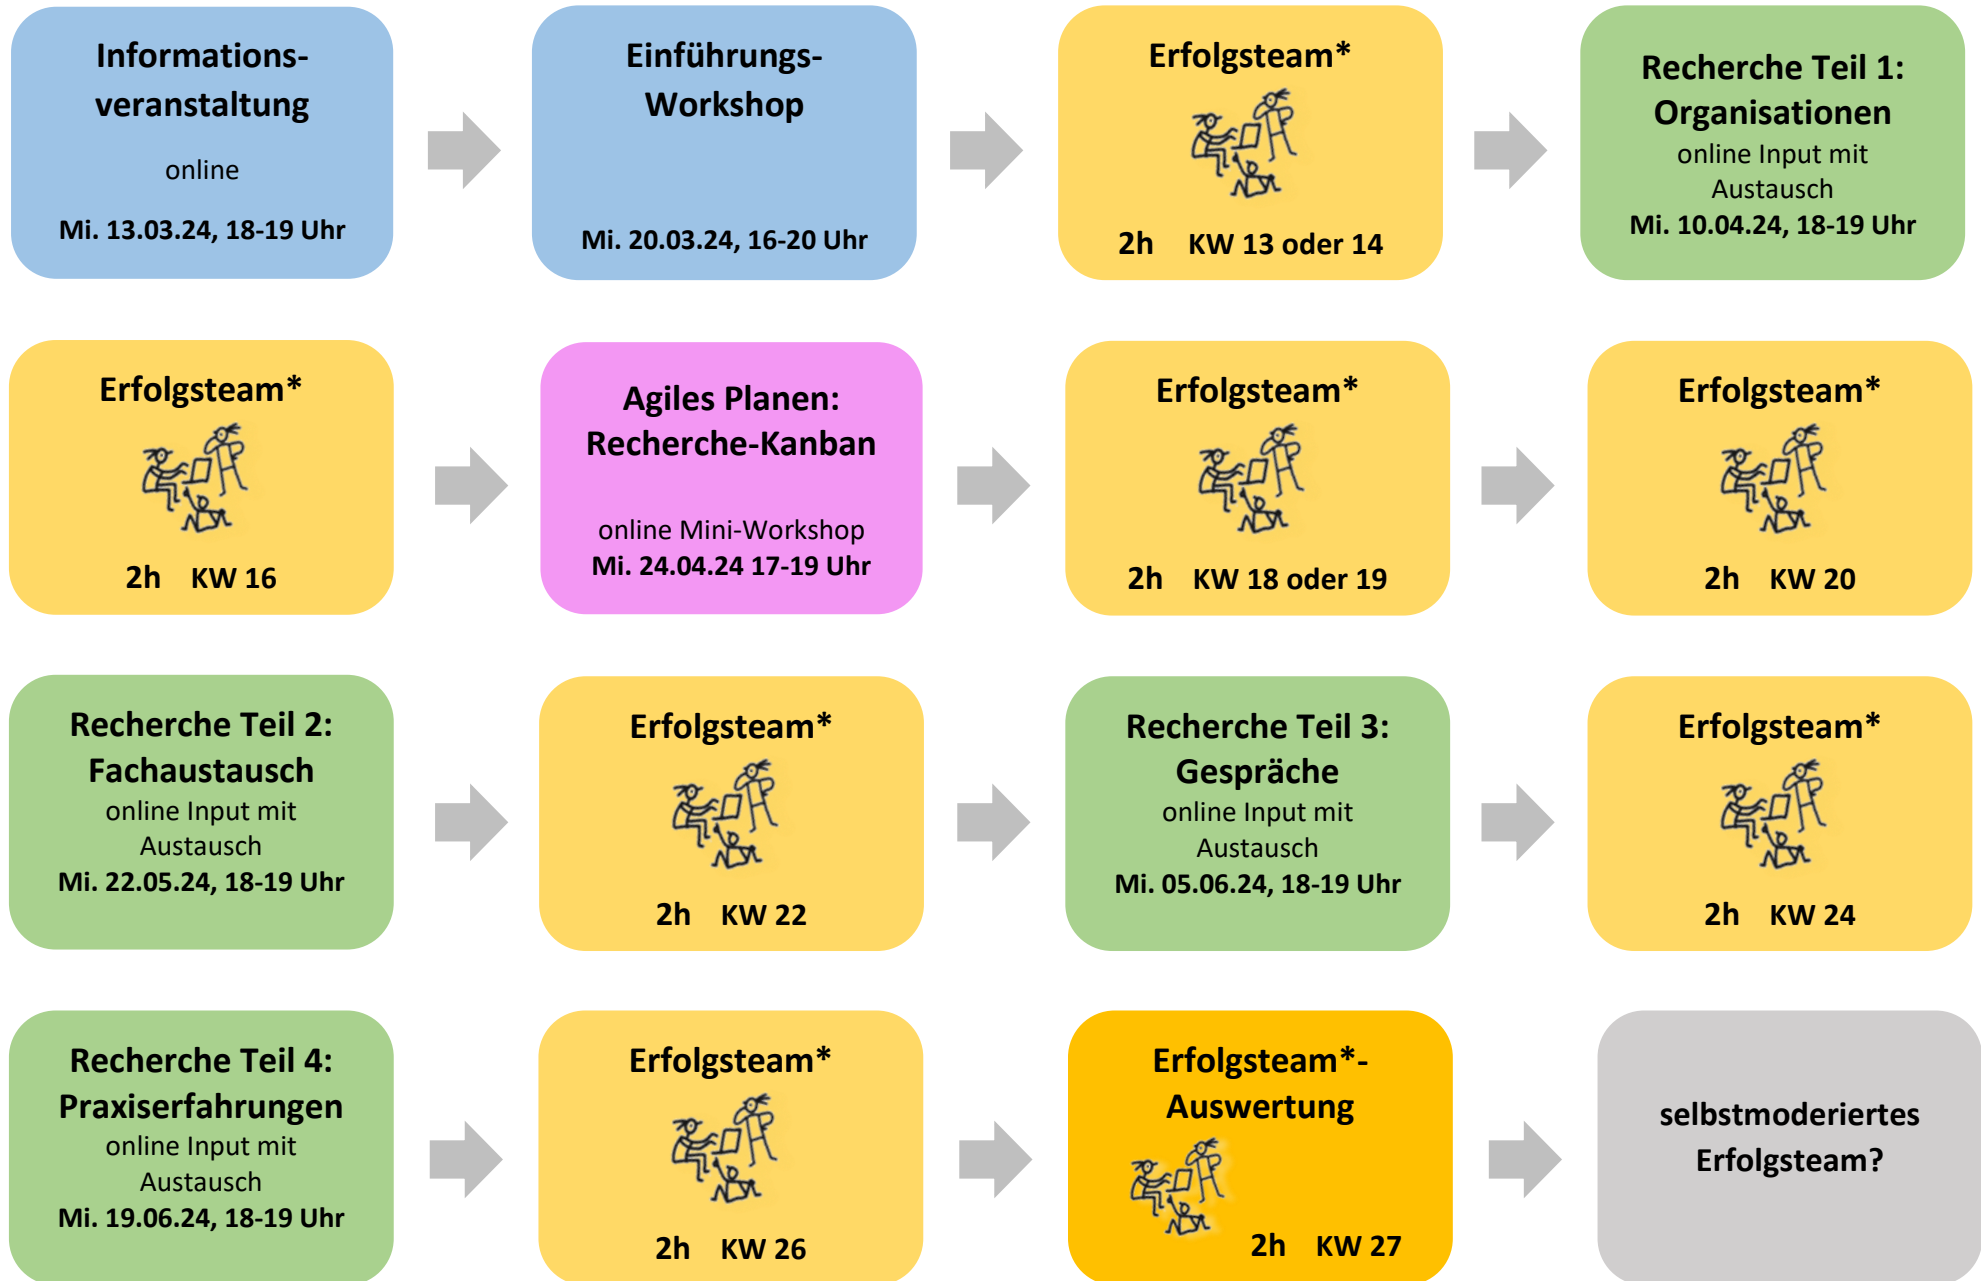 Informations-
veranstaltung
online
Mi. 13.03.24, 18-19 Uhr
Einführungs-
Workshop
Mi. 20.03.24, 16-20 Uhr
Erfolgsteam*
2h KW 13 oder 14
Recherche Teil 1:
Organisationen
online Input mit
Austausch
Mi. 10.04.24, 18-19 Uhr
Erfolgsteam*
2h KW 16
Agiles Planen:
Recherche-Kanban
online Mini-Workshop
Mi. 24.04.24 17-19 Uhr
Erfolgsteam*
2h KW 18 oder 19
Erfolgsteam*
2h KW 20
Recherche Teil 2:
Fachaustausch
online Input mit
Austausch
Mi. 22.05.24, 18-19 Uhr
Erfolgsteam*
2h KW 22
Recherche Teil 3:
Gespräche
online Input mit
Austausch
Mi. 05.06.24, 18-19 Uhr
Erfolgsteam*
2h KW 24
Recherche Teil 4:
Praxiserfahrungen
online Input mit
Austausch
Mi. 19.06.24, 18-19 Uhr
Erfolgsteam*
2h KW 26
Erfolgsteam*-
Auswertung
2h KW 27
selbstmoderiertes
Erfolgsteam?